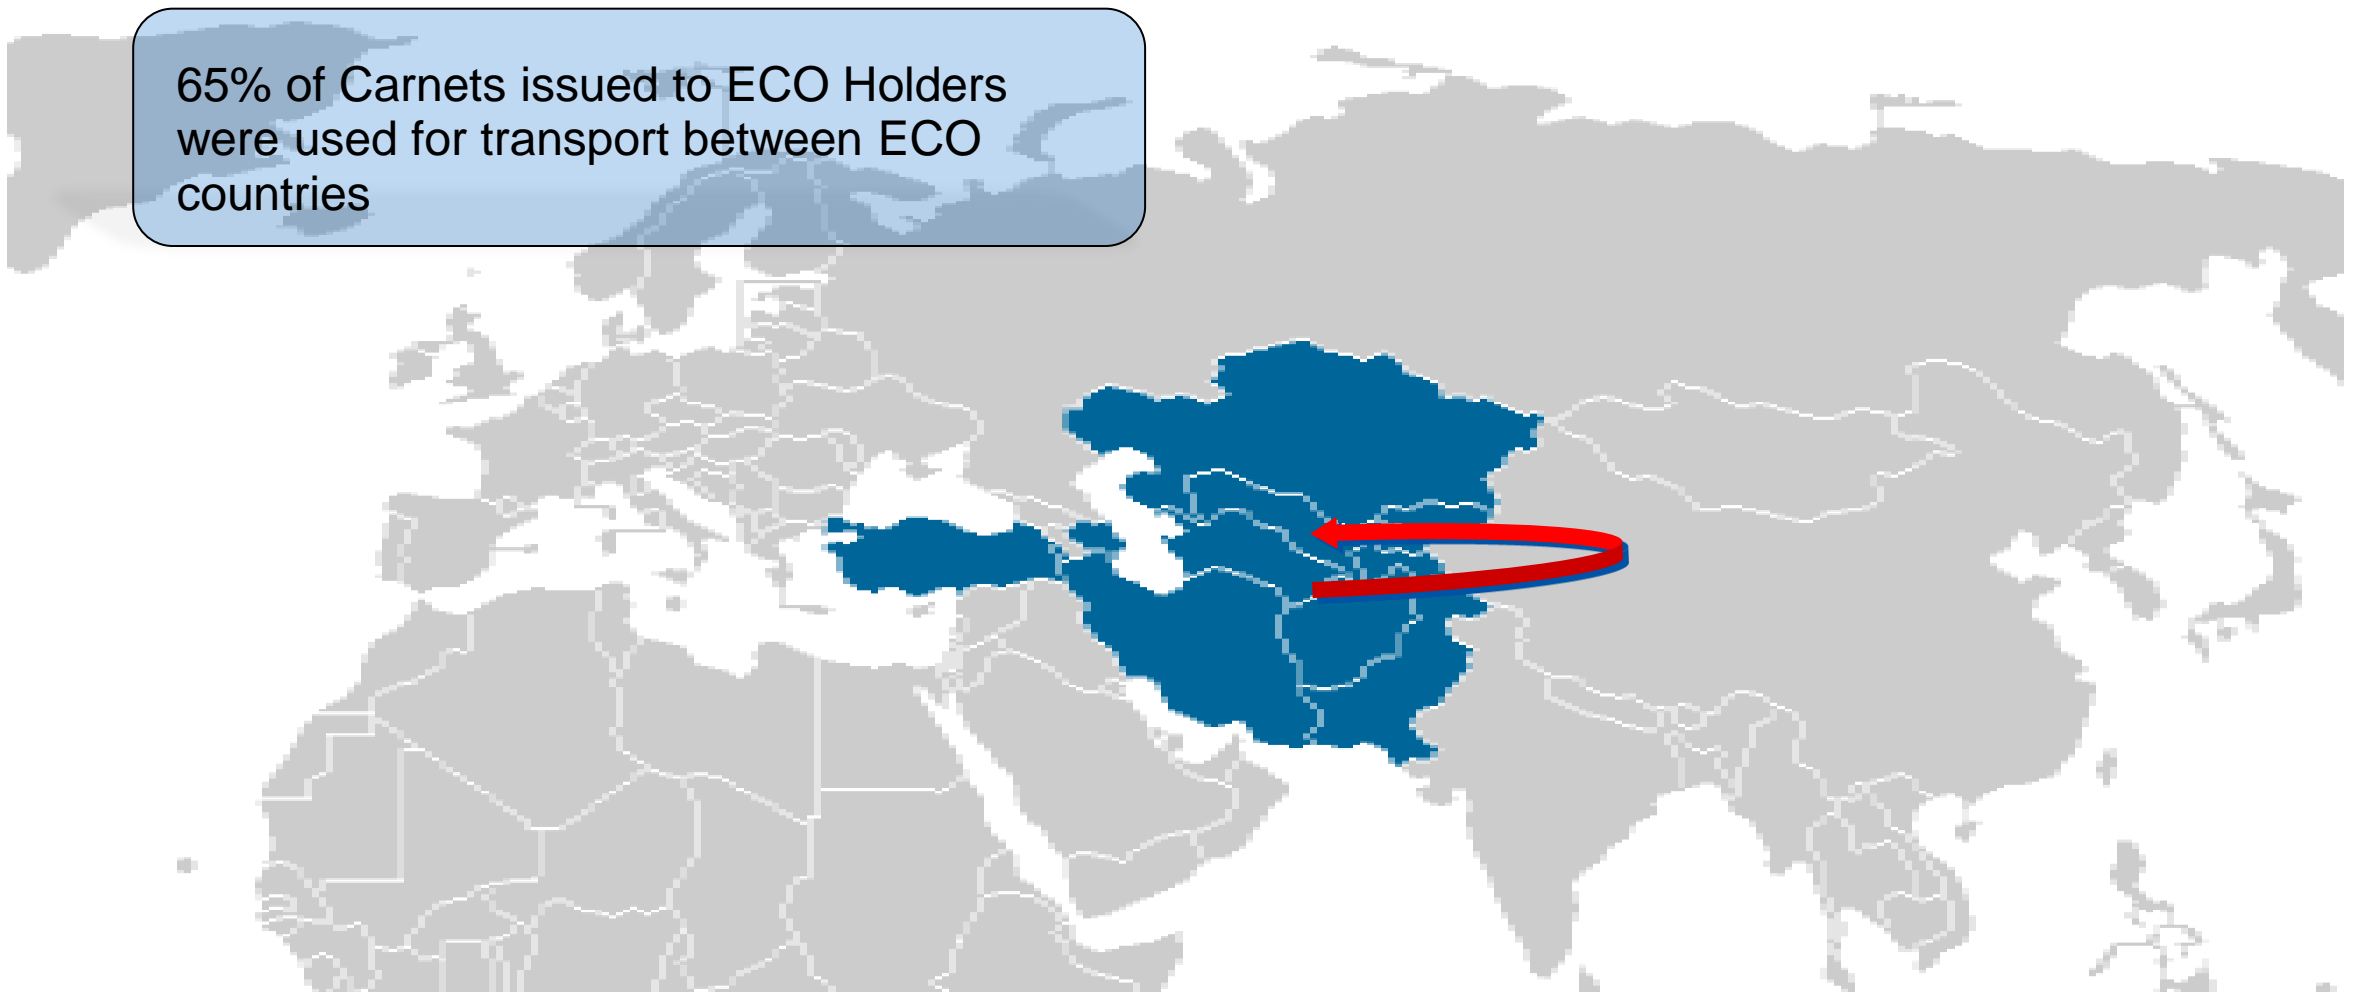 65% of Carnets issued to ECO Holders
were used for transport between ECO
countries